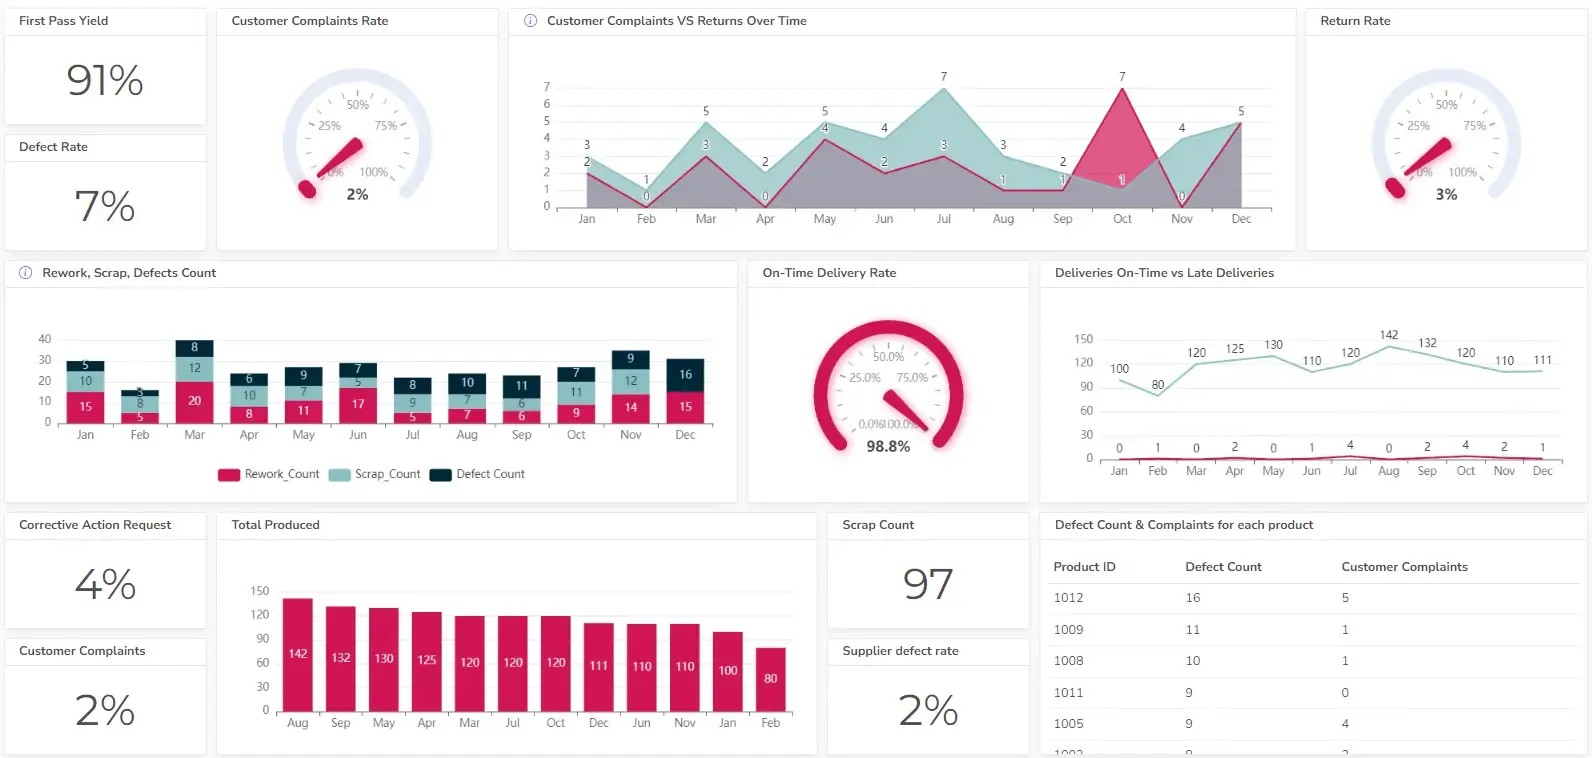 First Pass Yield
91%
Defect Rate
7%
Customer Complaints Rate
0%
25%
50%
75%
100%
2%
Customer Complaints VS Returns Over Time
7
6
5
4
3
2
1
0
3 1 5 2 5 4 7 3 2 1 4 5
2 0 3 0 4 2 3 1 1 7 0
Jan Feb Mar Apr May Jun Jul Aug Sep Oct Nov Dec
Return Rate
0%
25%
50%
75%
100%
3%
Rework, Scrap, Defects Count
40
30
20
10
0
5 3 8 6 9 7 8 10 11 7 9 16
10 8 12 10 7 5 9 7 6 11 12
15 5 20 8 11 17 5 7 6 9 14 15
Jan Feb Mar Apr May Jun Jul Aug Sep Oct Nov Dec
Rework_Count Scrap_Count Defect Count
On-Time Delivery Rate
0.0%
25.0%
50.0%
75.0%
100.0%
98.8%
Deliveries On-Time vs Late Deliveries
150
120
90
60
30
0
100 80 120 125 130 110 120 142 132 120 110 111
0 1 0 2 0 1 4 0 2 4 2 1
Jan Feb Mar Apr May Jun Jul Aug Sep Oct Nov Dec
Corrective Action Request
4%
Customer Complaints
2%
Total Produced
150
120
90
60
30
0
142 132 130 125 120 120 120 111 110 110 100 80
Aug Sep May Apr Mar Jul Oct Dec Jun Nov Jan Feb
Scrap Count
97
Supplier defect rate
2%
Defect Count & Complaints for each product
Product ID Defect Count Customer Complaints
1012 16 5
1009 11 1
1008 10 1
1011 9 0
1005 9 4